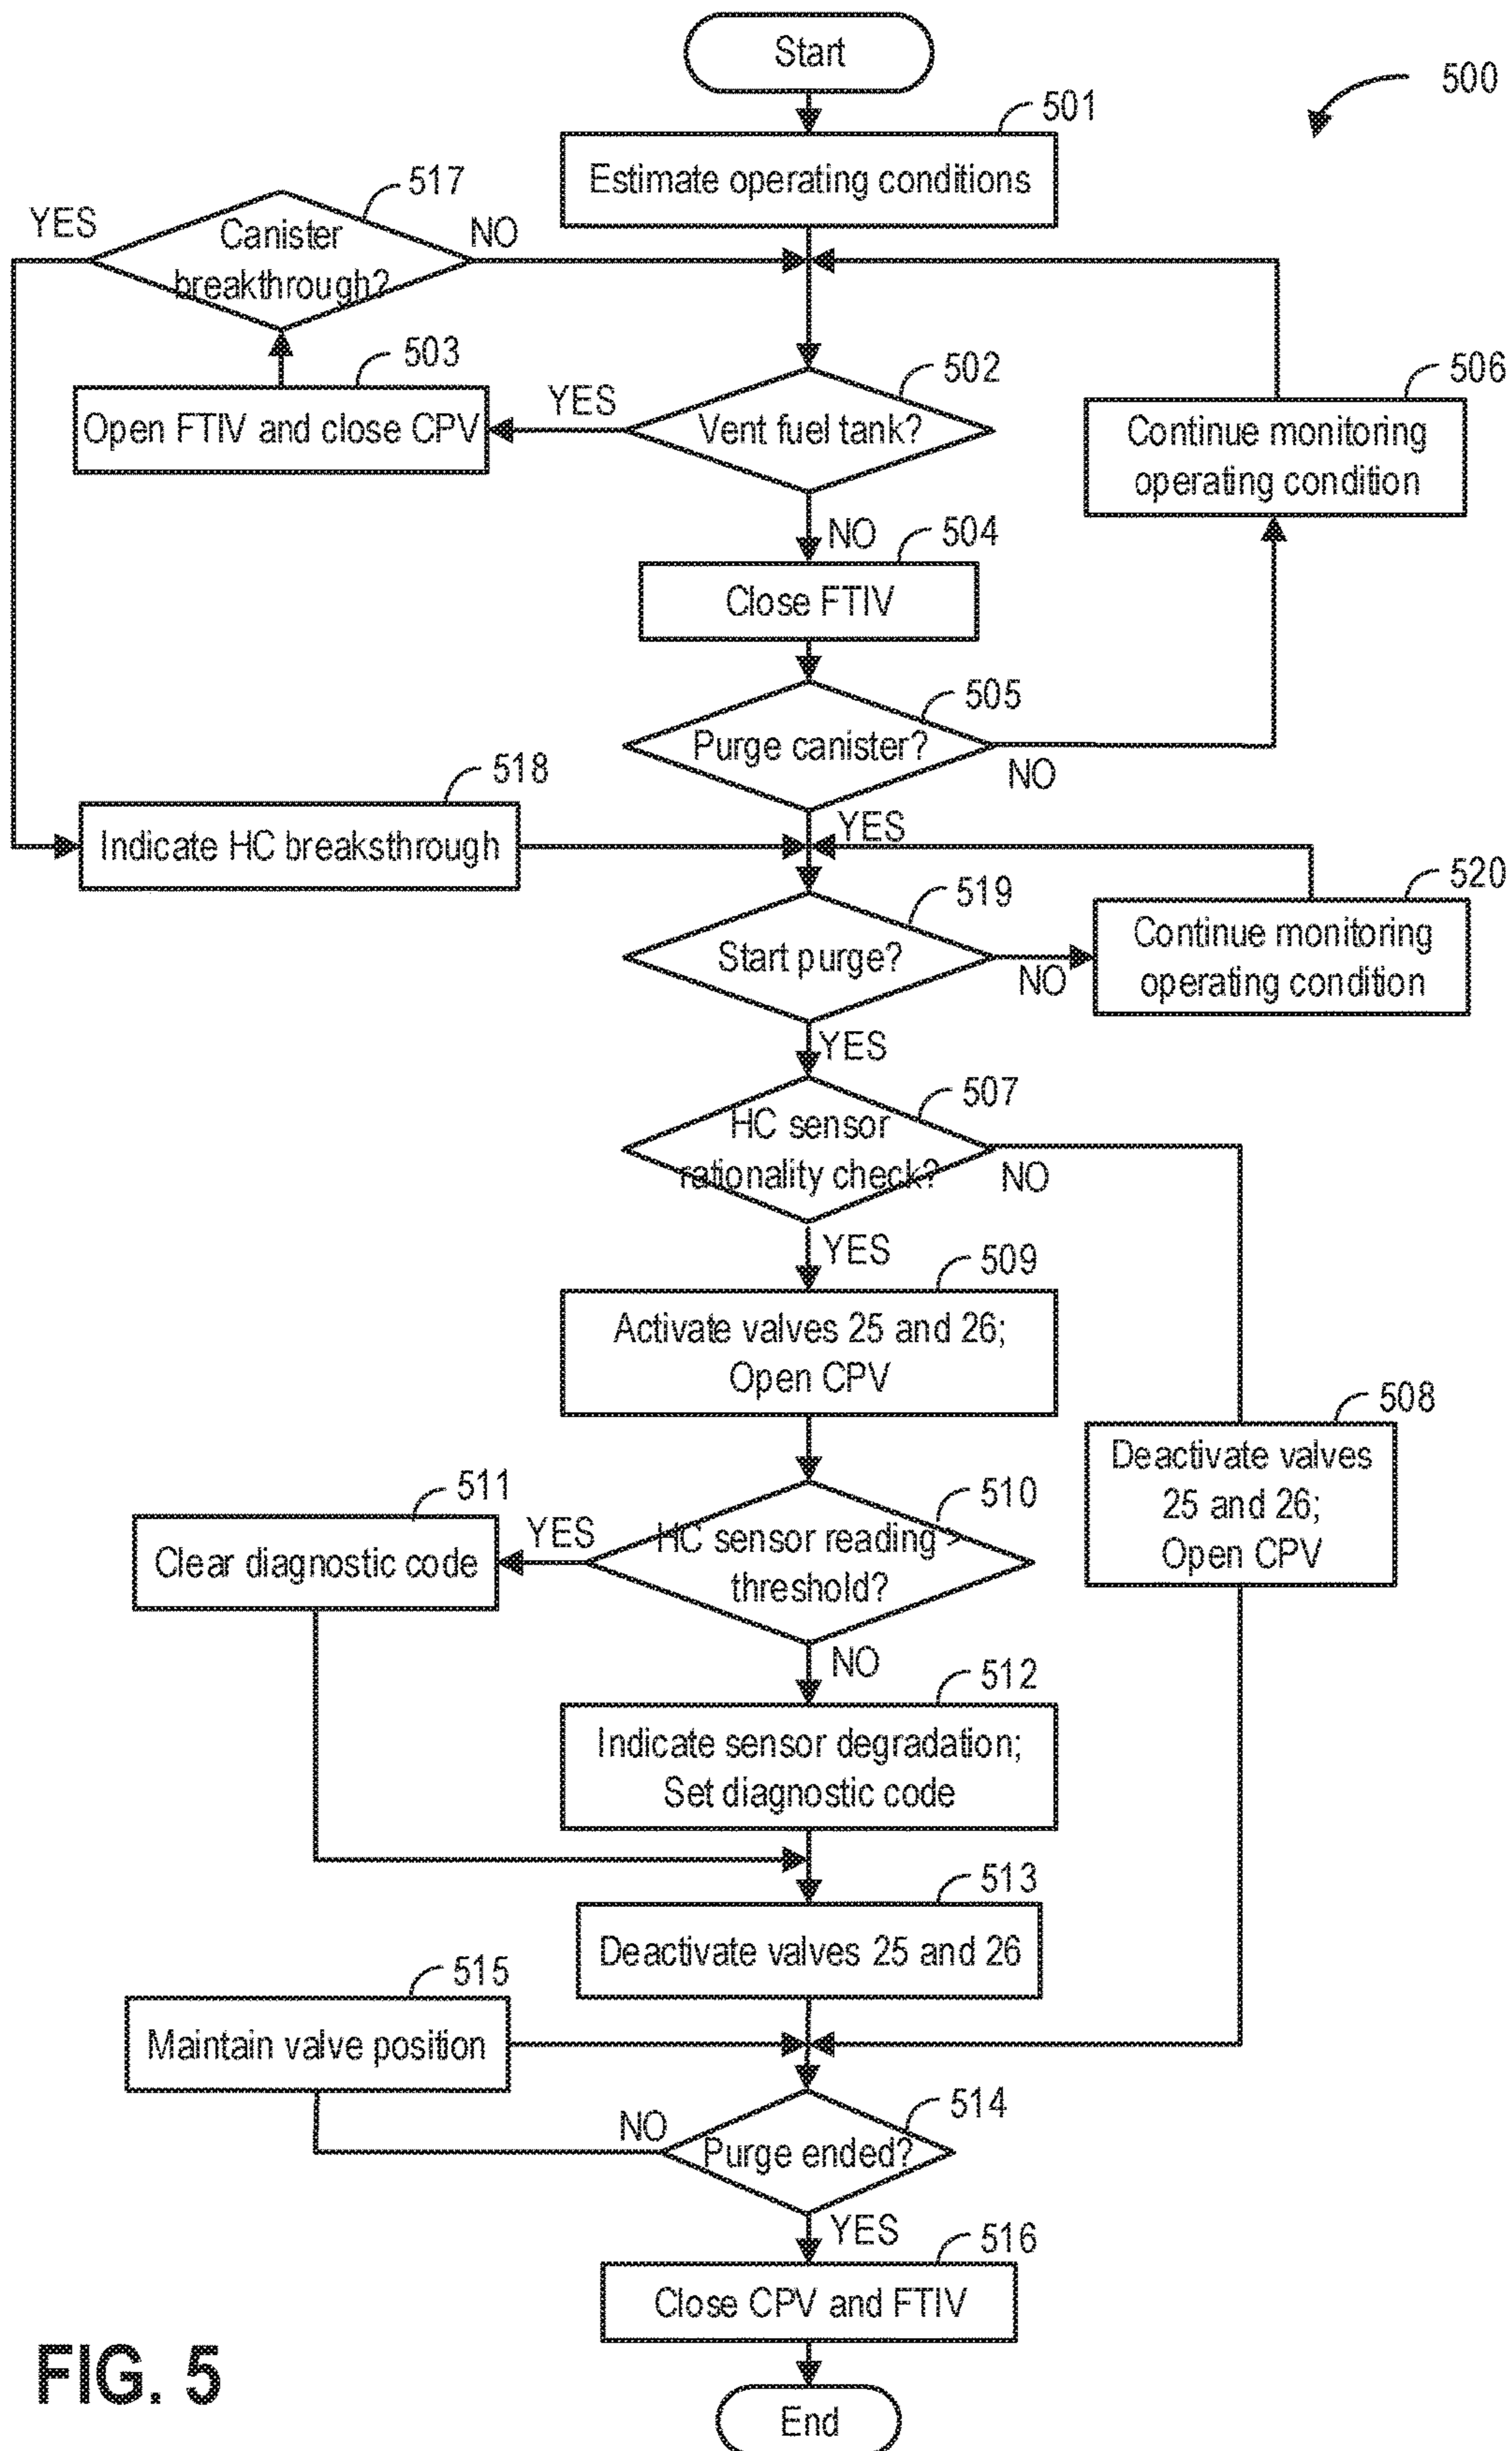 Start
500
501
Estimate operating conditions
517
YES
Canister
breakthrough?
NO
503
Open FTIV and close CPV
YES
502
Vent fuel tank?
506
Continue monitoring
operating condition
NO
504
Close FTIV
505
Purge canister?
NO
518
Indicate HC breaksthrough
YES
519
Start purge?
NO
520
Continue monitoring
operating condition
YES
507
HC sensor
rationality check?
NO
YES
509
Activate valves 25 and 26;
Open CPV
508
Deactivate valves
25 and 26;
Open CPV
511
Clear diagnostic code
YES
510
HC sensor reading >
threshold?
NO
512
Indicate sensor degradation;
Set diagnostic code
513
Deactivate valves 25 and 26
515
Maintain valve position
NO
514
Purge ended?
YES
516
Close CPV and FTIV
End
FIG. 5